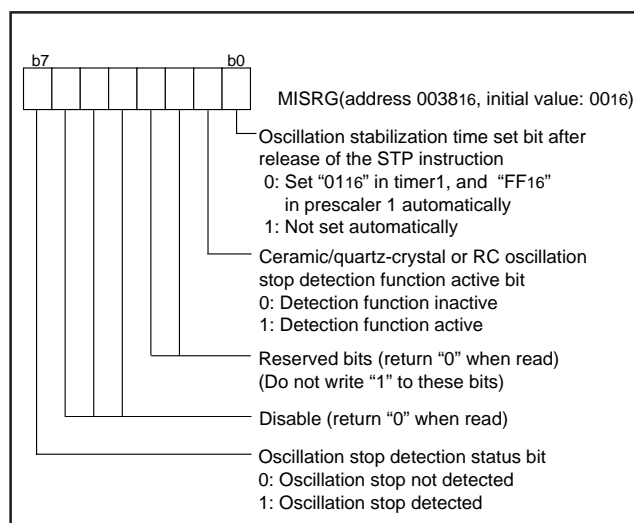 b7 b0
MISRG(address 003816, initial value: 0016)
Oscillation stabilization time set bit after
release of the STP instruction
0: Set “0116” in timer1, and “FF16”
in prescaler 1 automatically
1: Not set automatically
Ceramic/quartz-crystal or RC oscillation
stop detection function active bit
0: Detection function inactive
1: Detection function active
Reserved bits (return “0” when read)
(Do not write “1” to these bits)
Disable (return “0” when read)
Oscillation stop detection status bit
0: Oscillation stop not detected
1: Oscillation stop detected